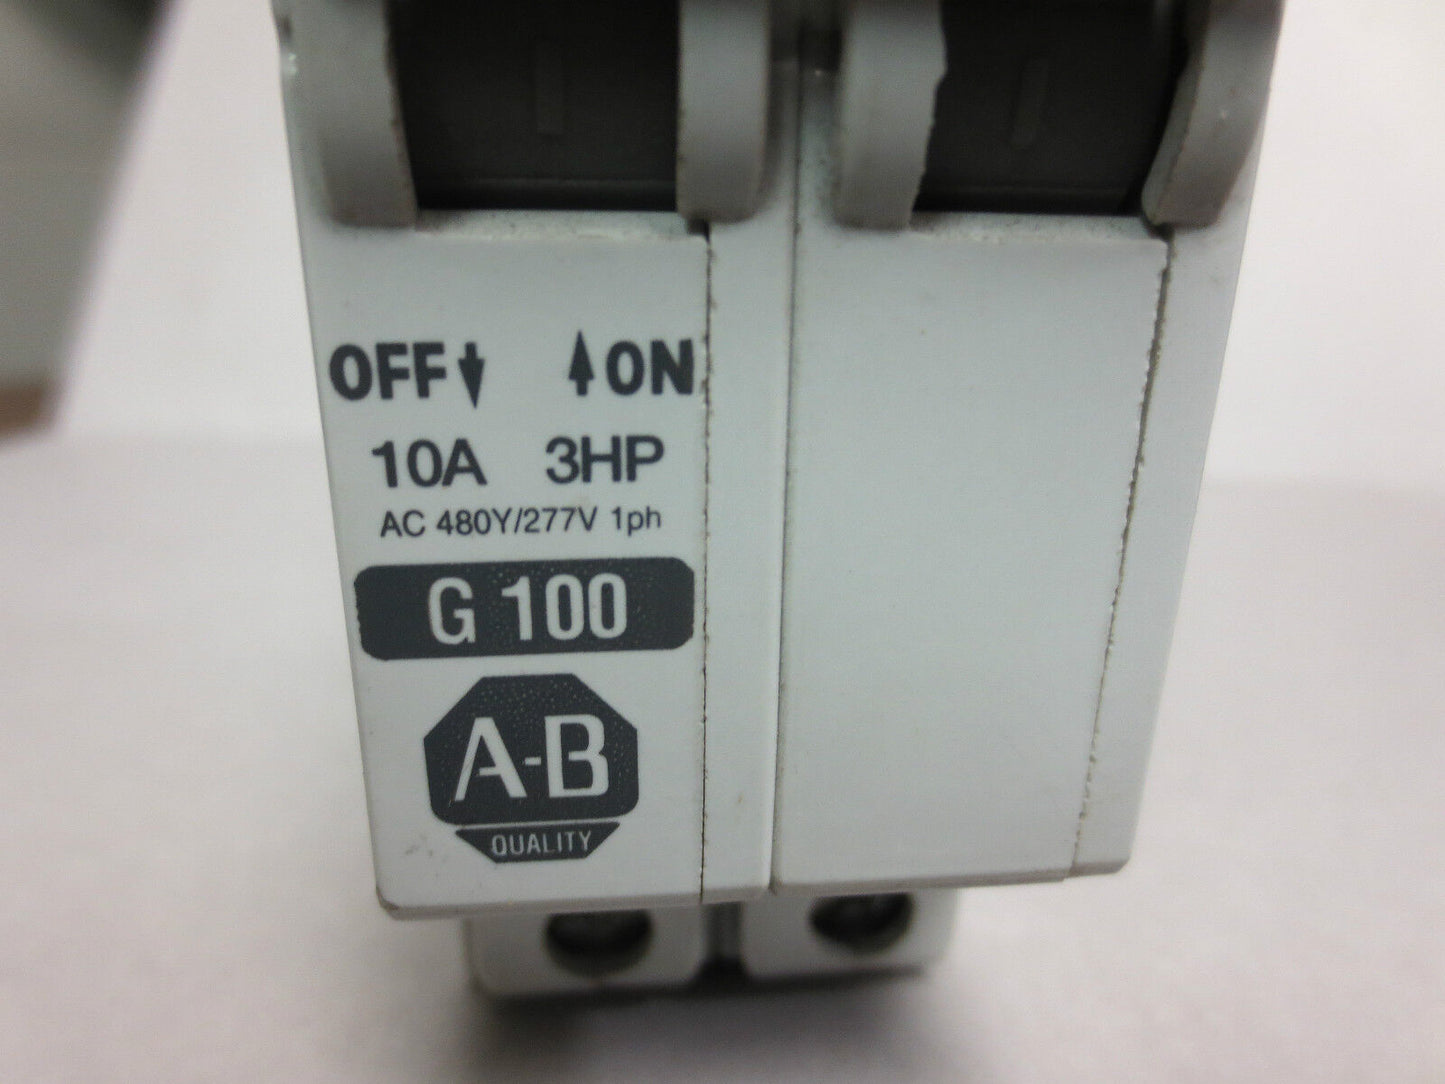 OFF ON
10A 3HP
AC 480Y/277V 1ph
G 100
A-B
QUALITY